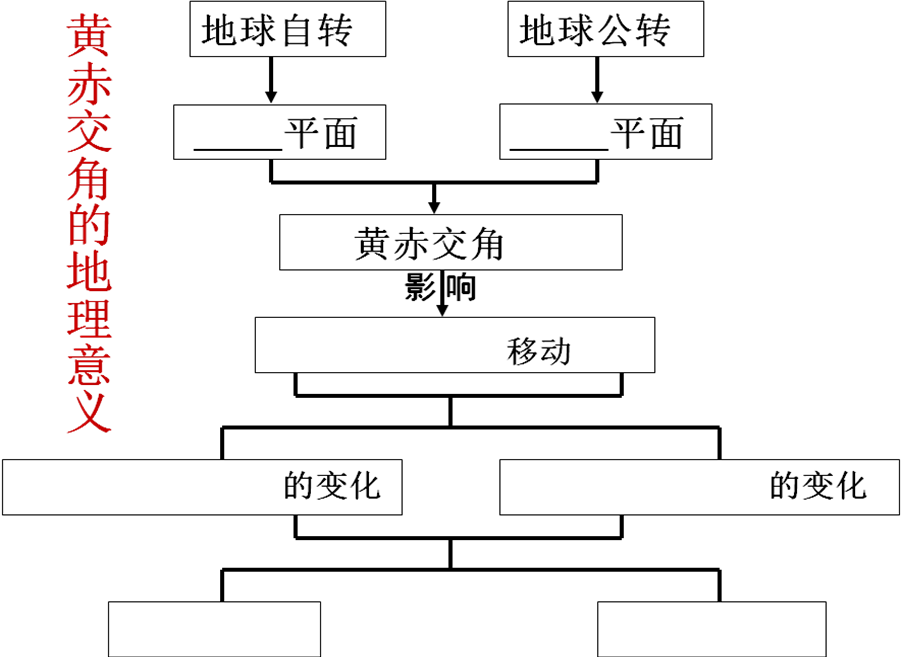 黄赤交角的地理意义
地球自转
地球公转
______平面
______平面
黄赤交角
影响
移动
的变化
的变化